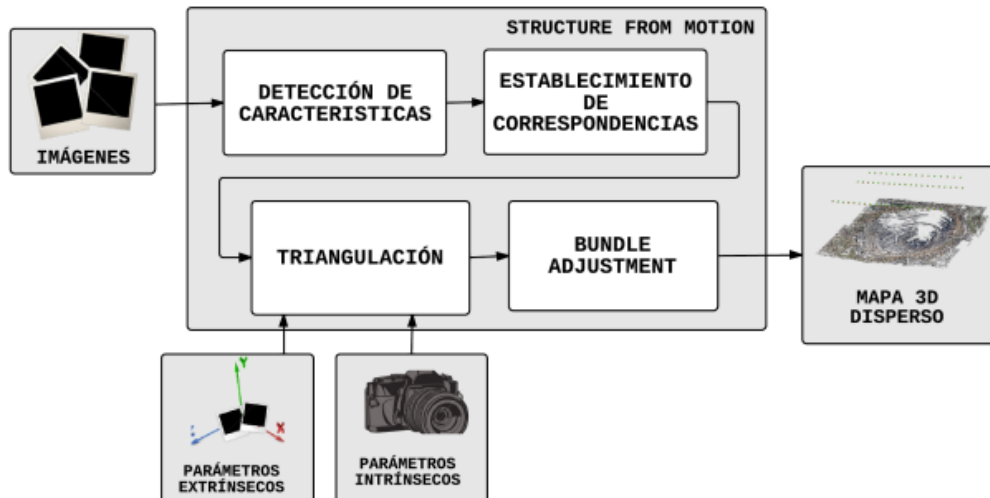 STRUCTURE FROM MOTION
IMÁGENES
DETECCIÓN DE
CARACTERISTICAS
ESTABLECIMIENTO
DE
CORRESPONDENCIAS
TRIANGULACIÓN
BUNDLE
ADJUSTMENT
MAPA 3D
DISPERSO
Y
X
PARÁMETROS
EXTRÍNSECOS
PARÁMETROS
INTRÍNSECOS